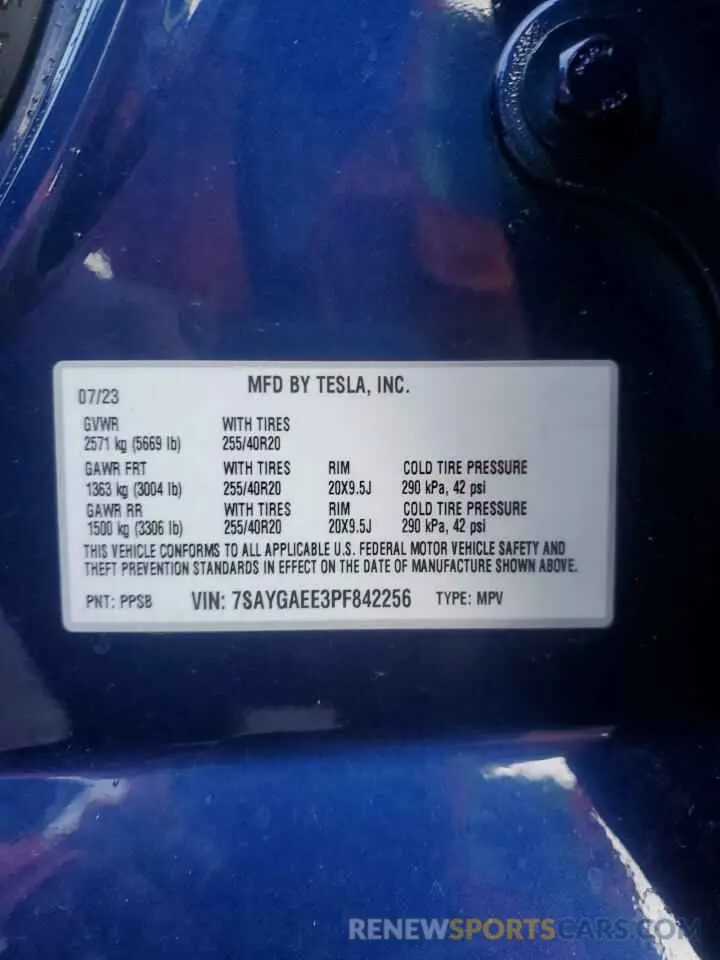 MFD BY TESLA, INC.
07/23
GVWR WITH TIRES
2571 kg (5669 lb) 255/40R20
GAWR FRT WITH TIRES RIM COLD TIRE PRESSURE
1363 kg (3004 lb) 255/40R20 20X9.5J 290 kPa, 42 psi
GAWR RR WITH TIRES RIM COLD TIRE PRESSURE
1500 kg (3306 lb) 255/40R20 20X9.5J 290 kPa, 42 psi
THIS VEHICLE CONFORMS TO ALL APPLICABLE U.S. FEDERAL MOTOR VEHICLE SAFETY AND
THEFT PREVENTION STANDARDS IN EFFECT ON THE DATE OF MANUFACTURE SHOWN ABOVE.
PNT: PPSB VIN: 7SAYGAEE3PF842256 TYPE: MPV
RENEWSPORTSCARS.COM